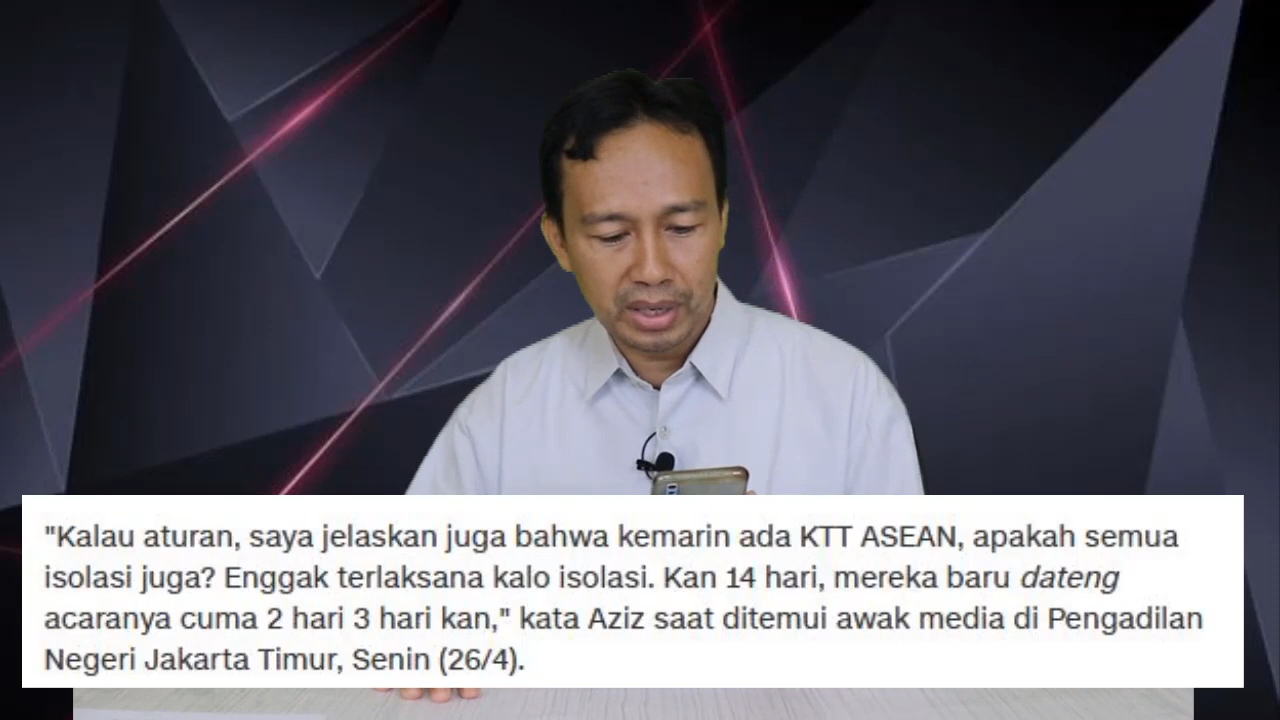 "Kalau aturan, saya jelaskan juga bahwa kemarin ada KTT ASEAN, apakah semua
isolasi juga? Enggak terlaksana kalo isolasi. Kan 14 hari, mereka baru dateng
acaranya cuma 2 hari 3 hari kan," kata Aziz saat ditemui awak media di Pengadilan
Negeri Jakarta Timur, Senin (26/4).